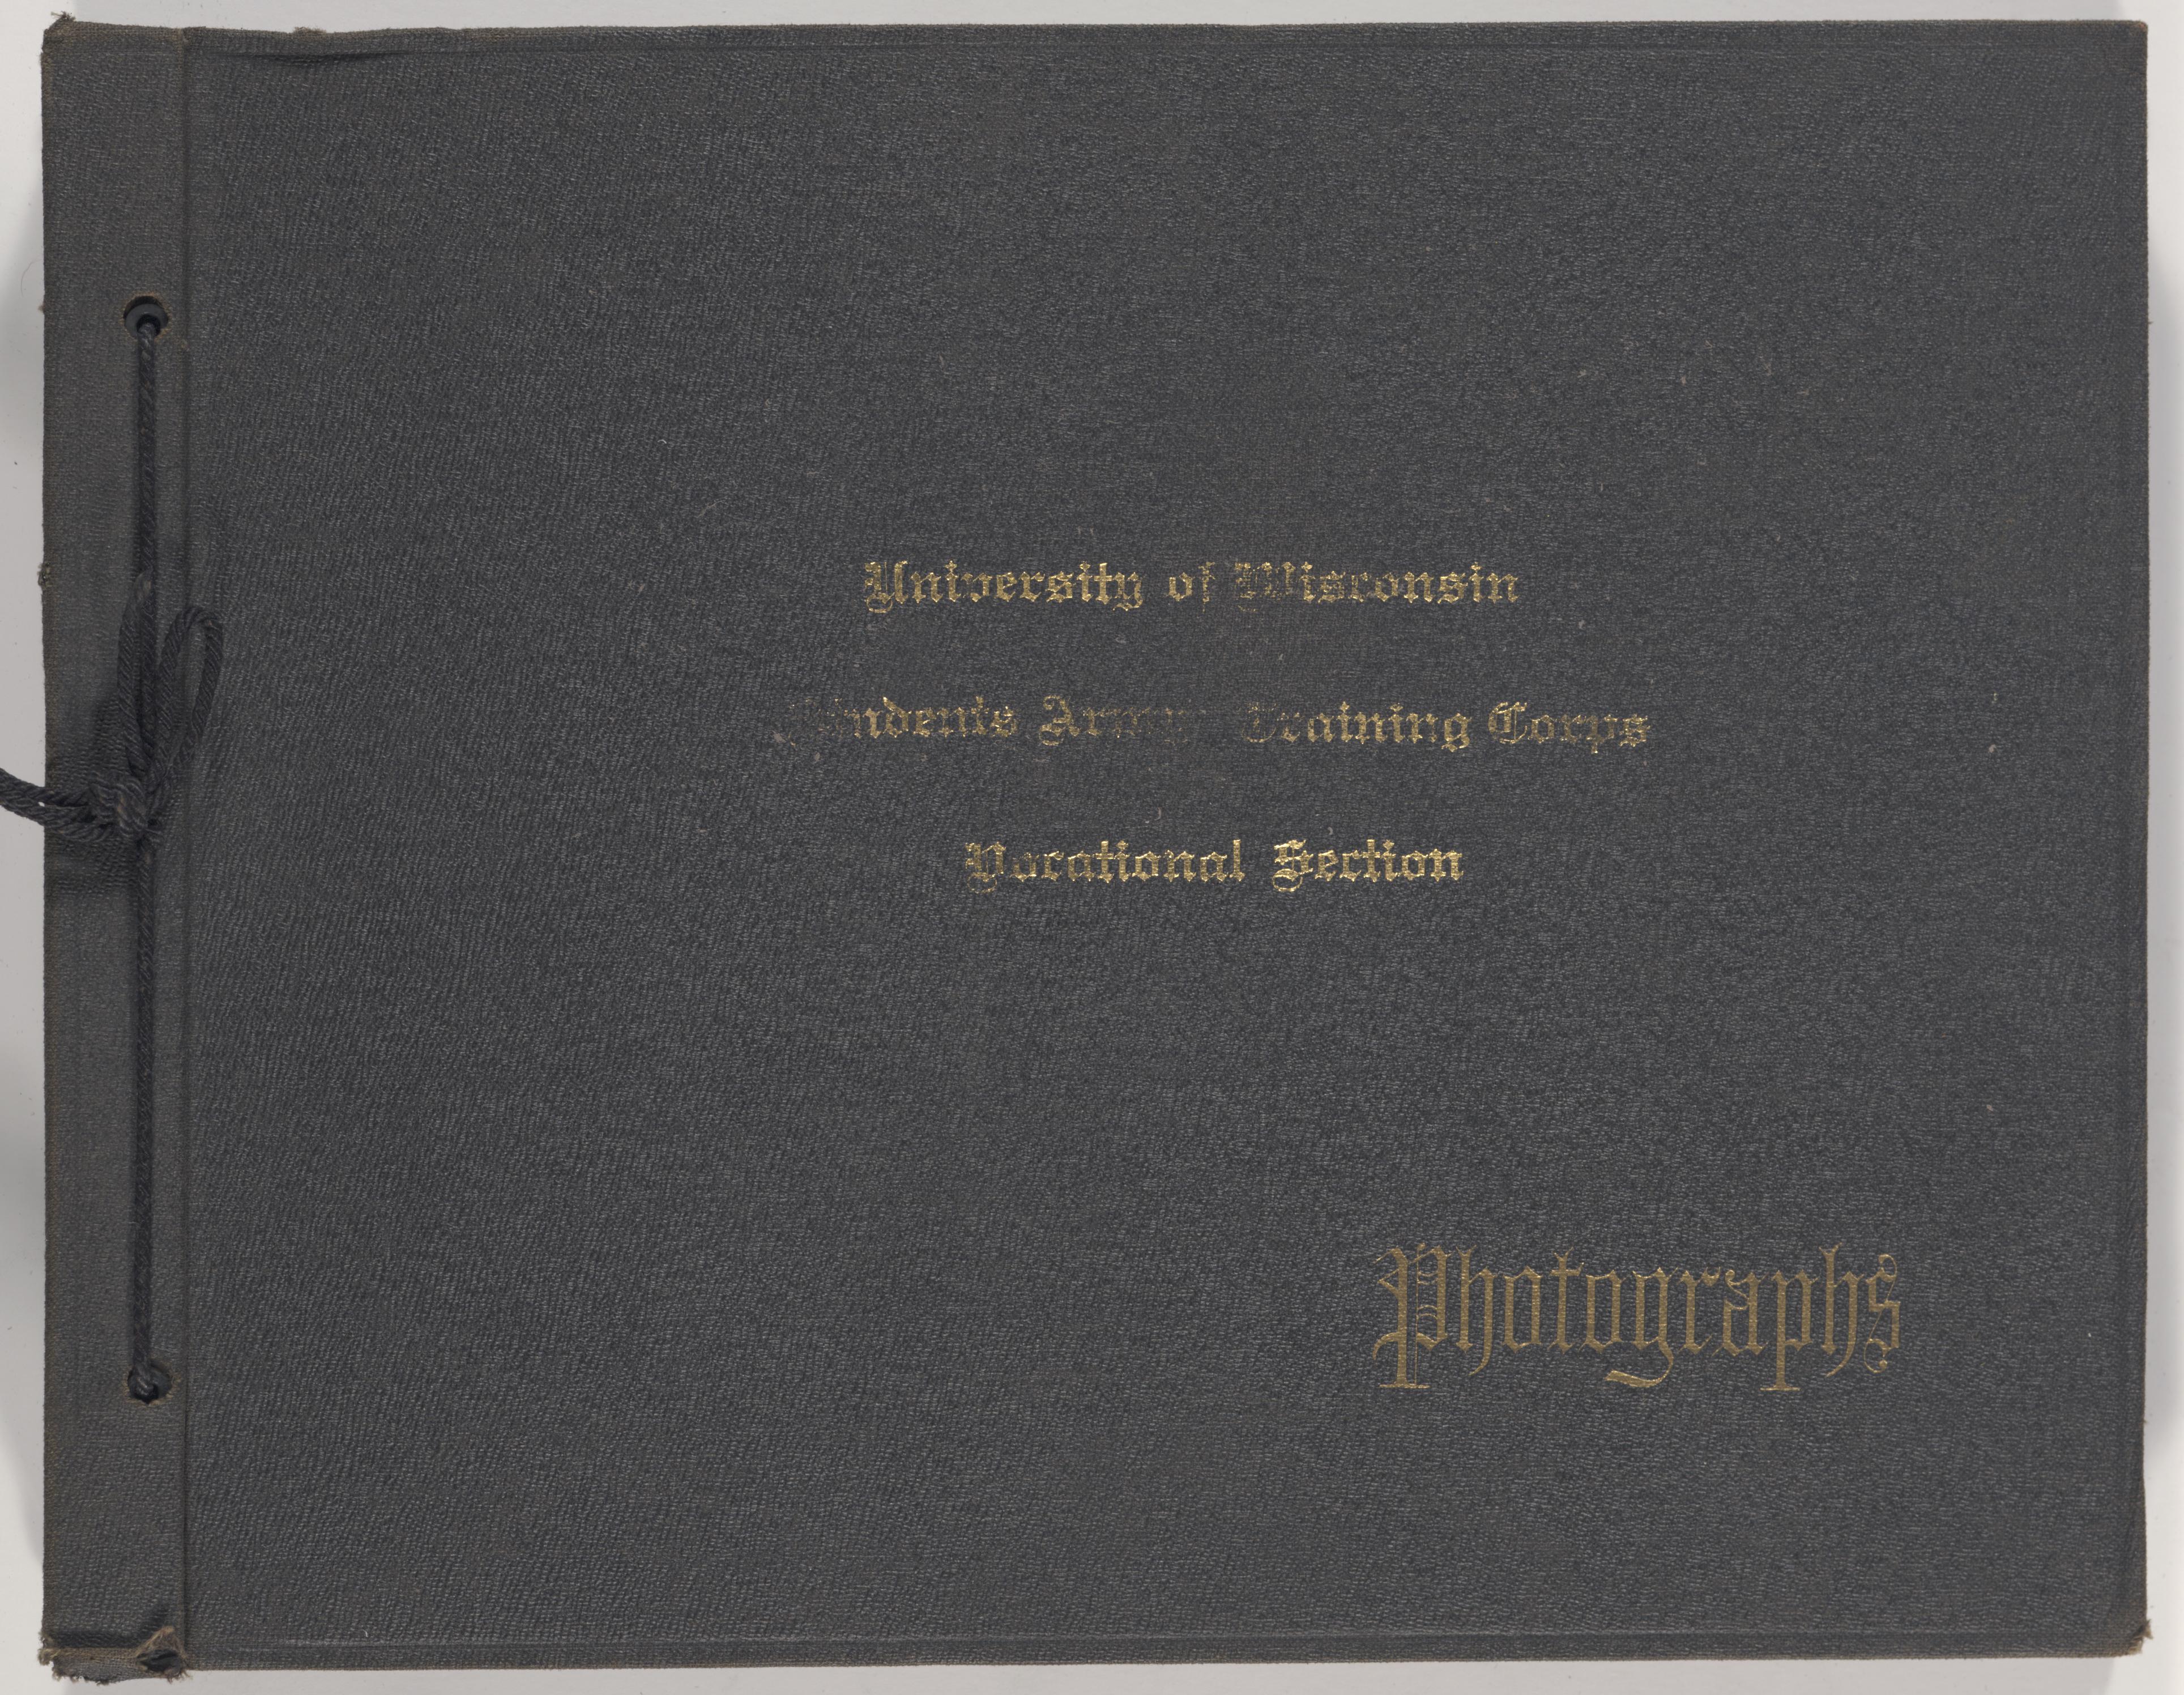 University of Wisconsin
Students Army Training Corps
Vocational Section
Photographs